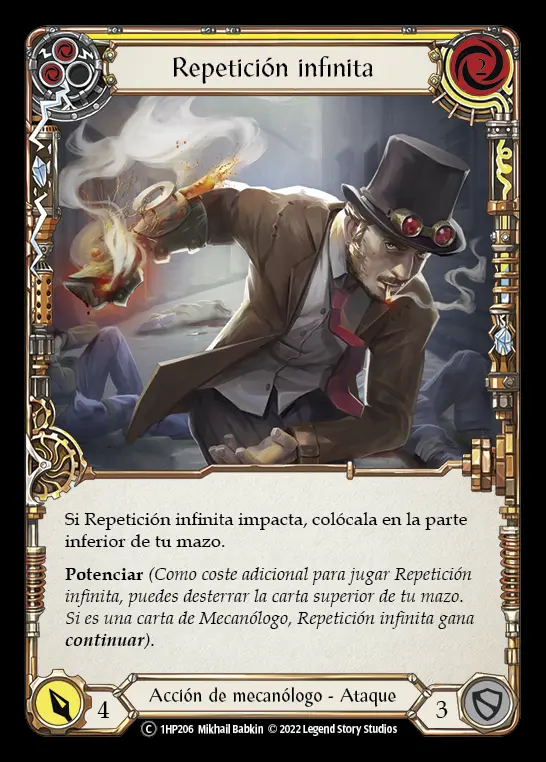 Repetición infinita
2
Si Repetición infinita impacta, colócala en la parte
inferior de tu mazo.
Potenciar (Como coste adicional para jugar Repetición
infinita, puedes desterrar la carta superior de tu mazo.
Si es una carta de Mecanólogo, Repetición infinita gana
continuar).
4
Acción de mecanólogo - Ataque
3
C 1HP206 Mikhail Babkin © 2022 Legend Story Studios